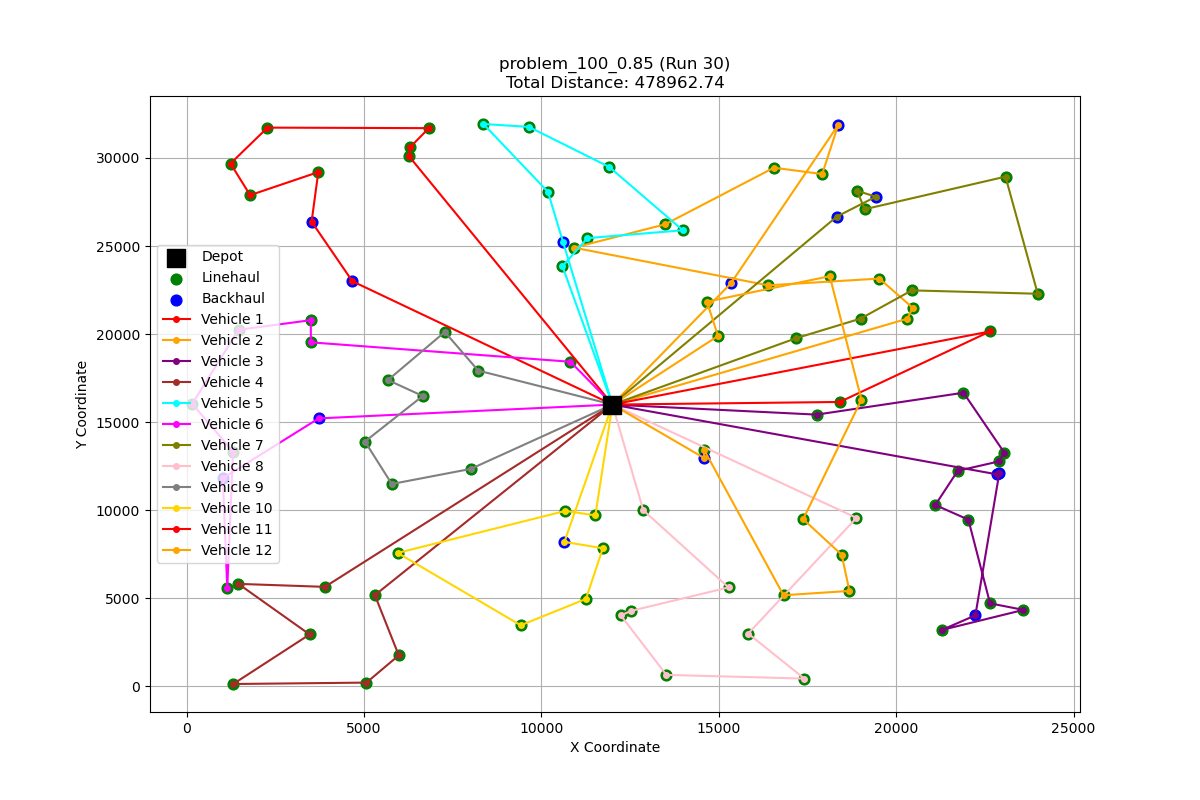 problem_100_0.85 (Run 30)
Total Distance: 478962.74
Y Coordinate
30000
25000
20000
15000
10000
5000
0
Depot
Linehaul
Backhaul
Vehicle 1
Vehicle 2
Vehicle 3
Vehicle 4
Vehicle 5
Vehicle 6
Vehicle 7
Vehicle 8
Vehicle 9
Vehicle 10
Vehicle 11
Vehicle 12
0
5000
10000
15000
20000
25000
X Coordinate